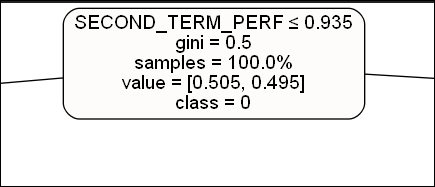 SECOND_TERM_PERF ≤ 0.935
gini = 0.5
samples = 100.0%
value = [0.505, 0.495]
class = 0